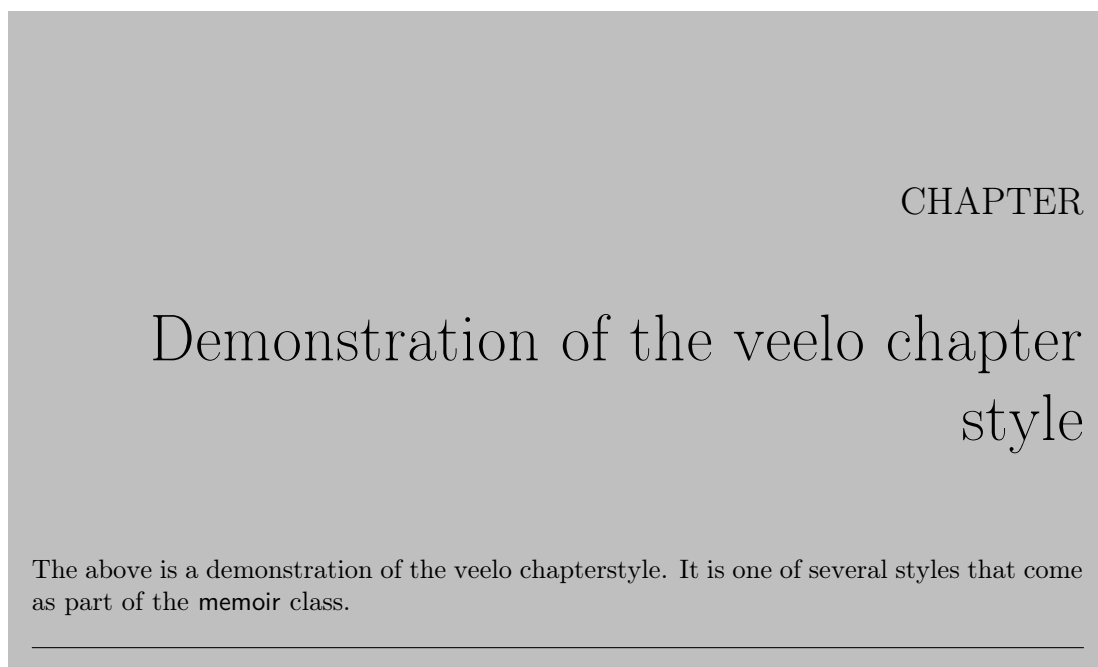 CHAPTER
Demonstration of the veelo chapter
style
The above is a demonstration of the veelo chapterstyle. It is one of several styles that come
as part of the memoir class.